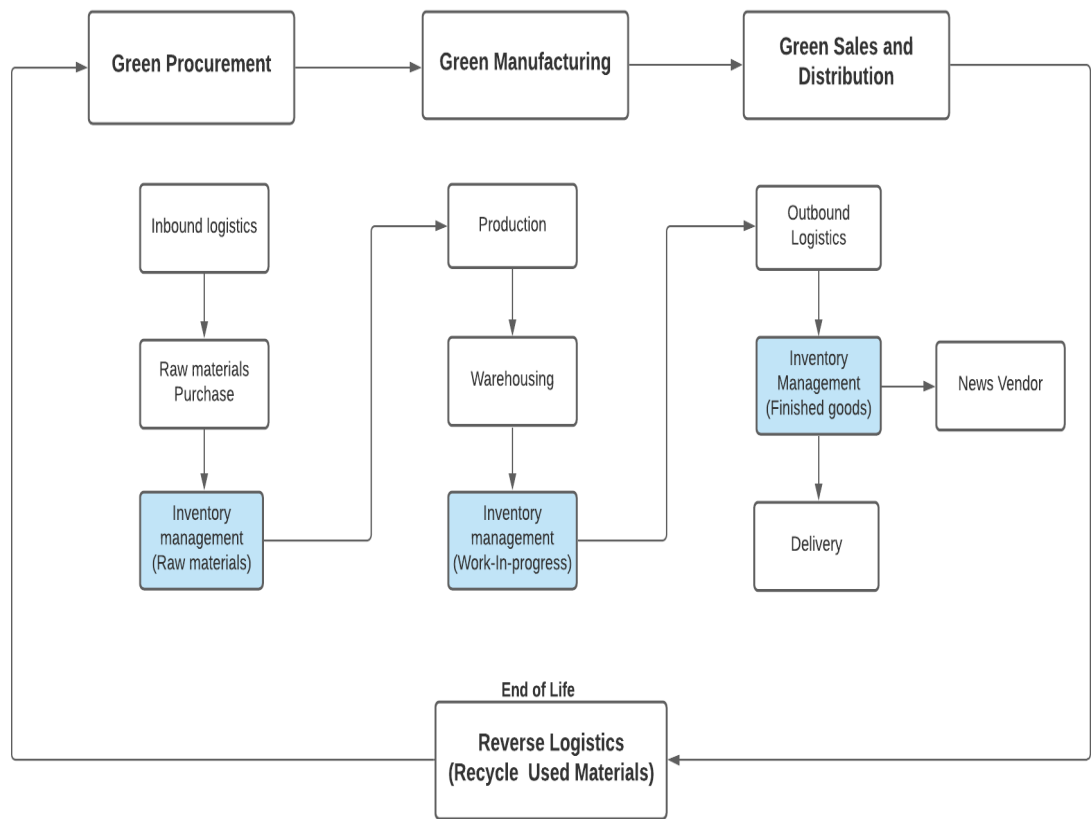 Green Procurement
Green Manufacturing
Green Sales and
Distribution
Inbound logistics
Production
Outbound
Logistics
Raw materials
Purchase
Warehousing
Inventory
Management
(Finished goods)
News Vendor
Inventory
management
(Raw materials)
Inventory
management
(Work-In-progress)
Delivery
End of Life
Reverse Logistics
(Recycle  Used Materials)